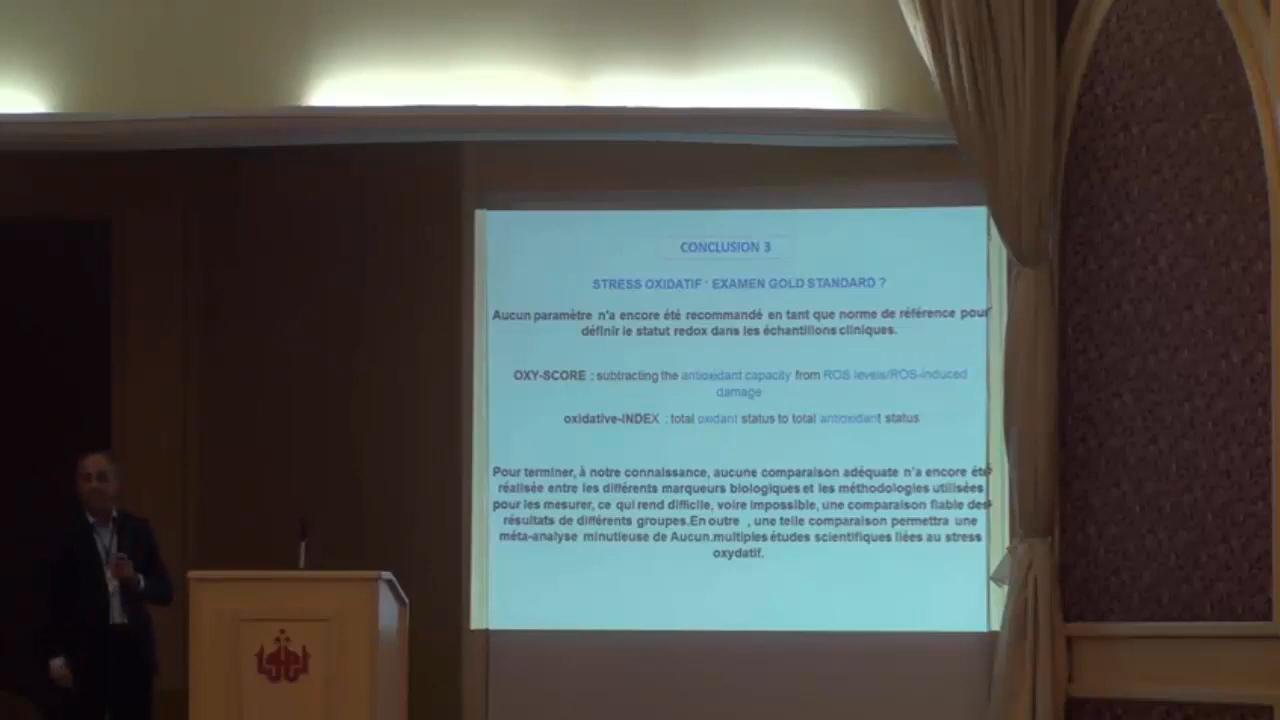 CONCLUSION 3
STRESS OXIDATIF : EXAMEN GOLD STANDARD ?
Aucun paramètre n'a encore été recommandé en tant que norme de référence pour
définir le statut redox dans les échantillons cliniques.
OXY-SCORE : subtracting the antioxidant capacity from ROS levels/ROS-induced
damage
oxidative-INDEX : total oxidant status to total antioxidant status
Pour terminer, à notre connaissance, aucune comparaison adéquate n'a encore été
réalisée entre les différents marqueurs biologiques et les méthodologies utilisées
pour les mesurer, ce qui rend difficile, voire impossible, une comparaison fiable des
résultats de différents groupes.En outre , une telle comparaison permettra une
méta-analyse minutieuse de Aucun.multiples études scientifiques liées au stress
oxydatif.